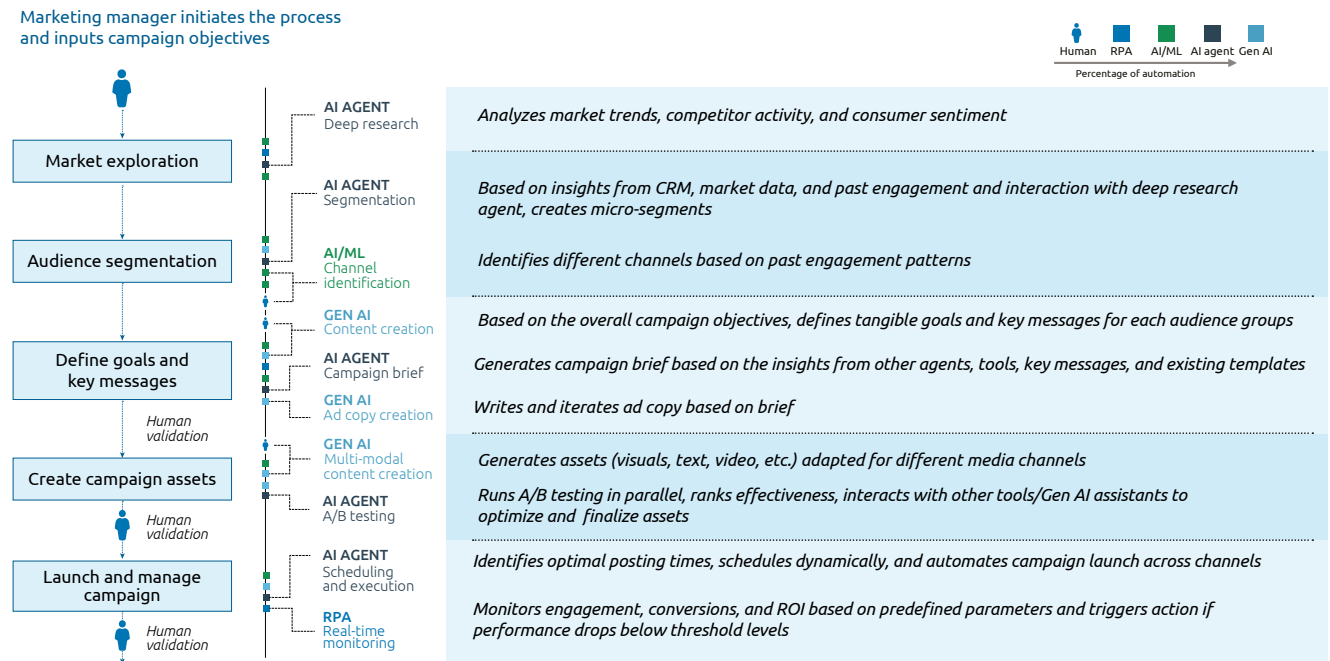 Marketing manager initiates the process
and inputs campaign objectives
Human RPA AI/ML AI agent Gen AI
Percentage of automation
Market exploration
AI AGENT
Deep research
Analyzes market trends, competitor activity, and consumer sentiment
Audience segmentation
AI AGENT
Segmentation
Based on insights from CRM, market data, and past engagement and interaction with deep research
agent, creates micro-segments
AI/ML
Channel
identification
Identifies different channels based on past engagement patterns
Define goals and
key messages
GEN AI
Content creation
Based on the overall campaign objectives, defines tangible goals and key messages for each audience groups
AI AGENT
Campaign brief
Generates campaign brief based on the insights from other agents, tools, key messages, and existing templates
GEN AI
Ad copy creation
Writes and iterates ad copy based on brief
Human
validation
Create campaign assets
GEN AI
Multi-modal
content creation
Generates assets (visuals, text, video, etc.) adapted for different media channels
AI AGENT
A/B testing
Runs A/B testing in parallel, ranks effectiveness, interacts with other tools/Gen AI assistants to
optimize and finalize assets
Human
validation
Launch and manage
campaign
AI AGENT
Scheduling
and execution
Identifies optimal posting times, schedules dynamically, and automates campaign launch across channels
RPA
Real-time
monitoring
Monitors engagement, conversions, and ROI based on predefined parameters and triggers action if
performance drops below threshold levels
Human
validation